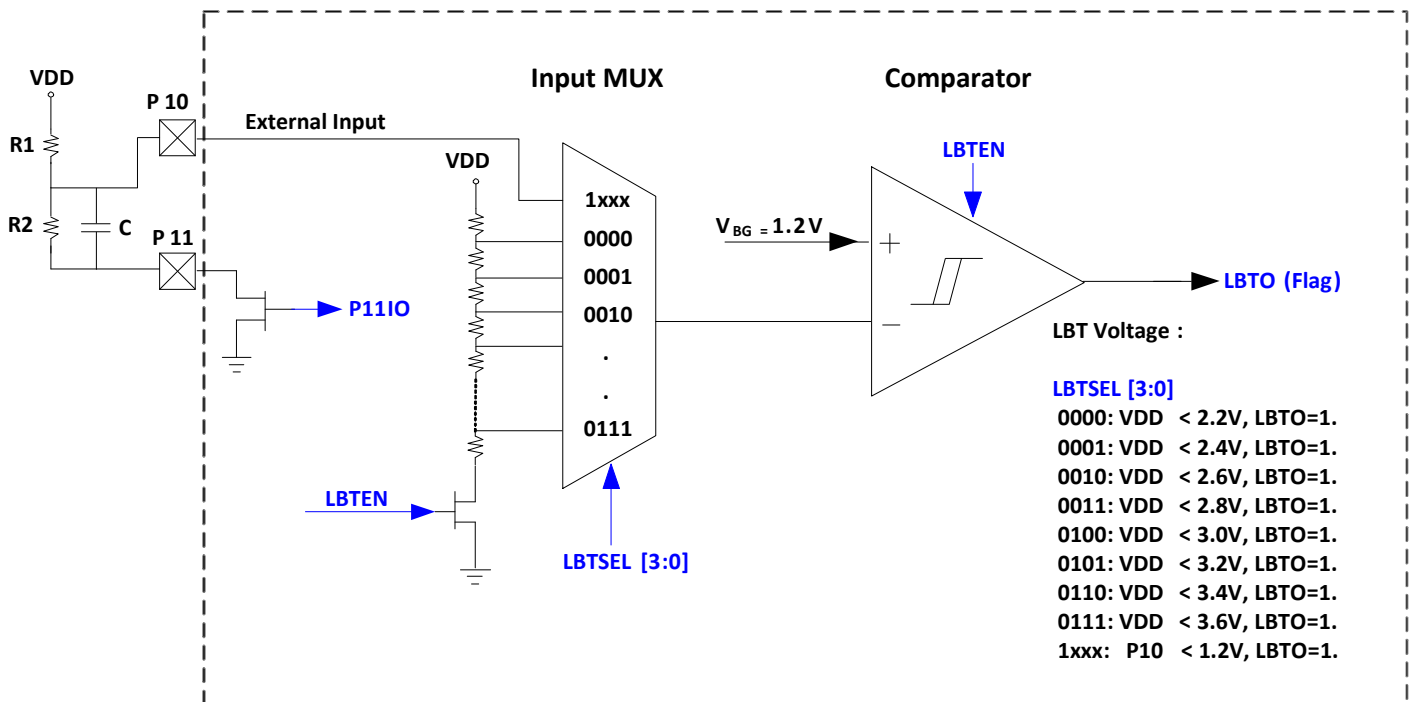 Input MUX
Comparator
VDD
P 10
R1
External Input
LBTEN
VDD
1xxx
0000
0001
0010
.
.
0111
R2
C
P 11
P11IO
VBG = 1.2V
+
−
LBTO (Flag)
LBT Voltage :
LBTEN
LBTSEL [3:0]
LBTSEL [3:0]
0000: VDD < 2.2V, LBTO=1.
0001: VDD < 2.4V, LBTO=1.
0010: VDD < 2.6V, LBTO=1.
0011: VDD < 2.8V, LBTO=1.
0100: VDD < 3.0V, LBTO=1.
0101: VDD < 3.2V, LBTO=1.
0110: VDD < 3.4V, LBTO=1.
0111: VDD < 3.6V, LBTO=1.
1xxx: P10 < 1.2V, LBTO=1.